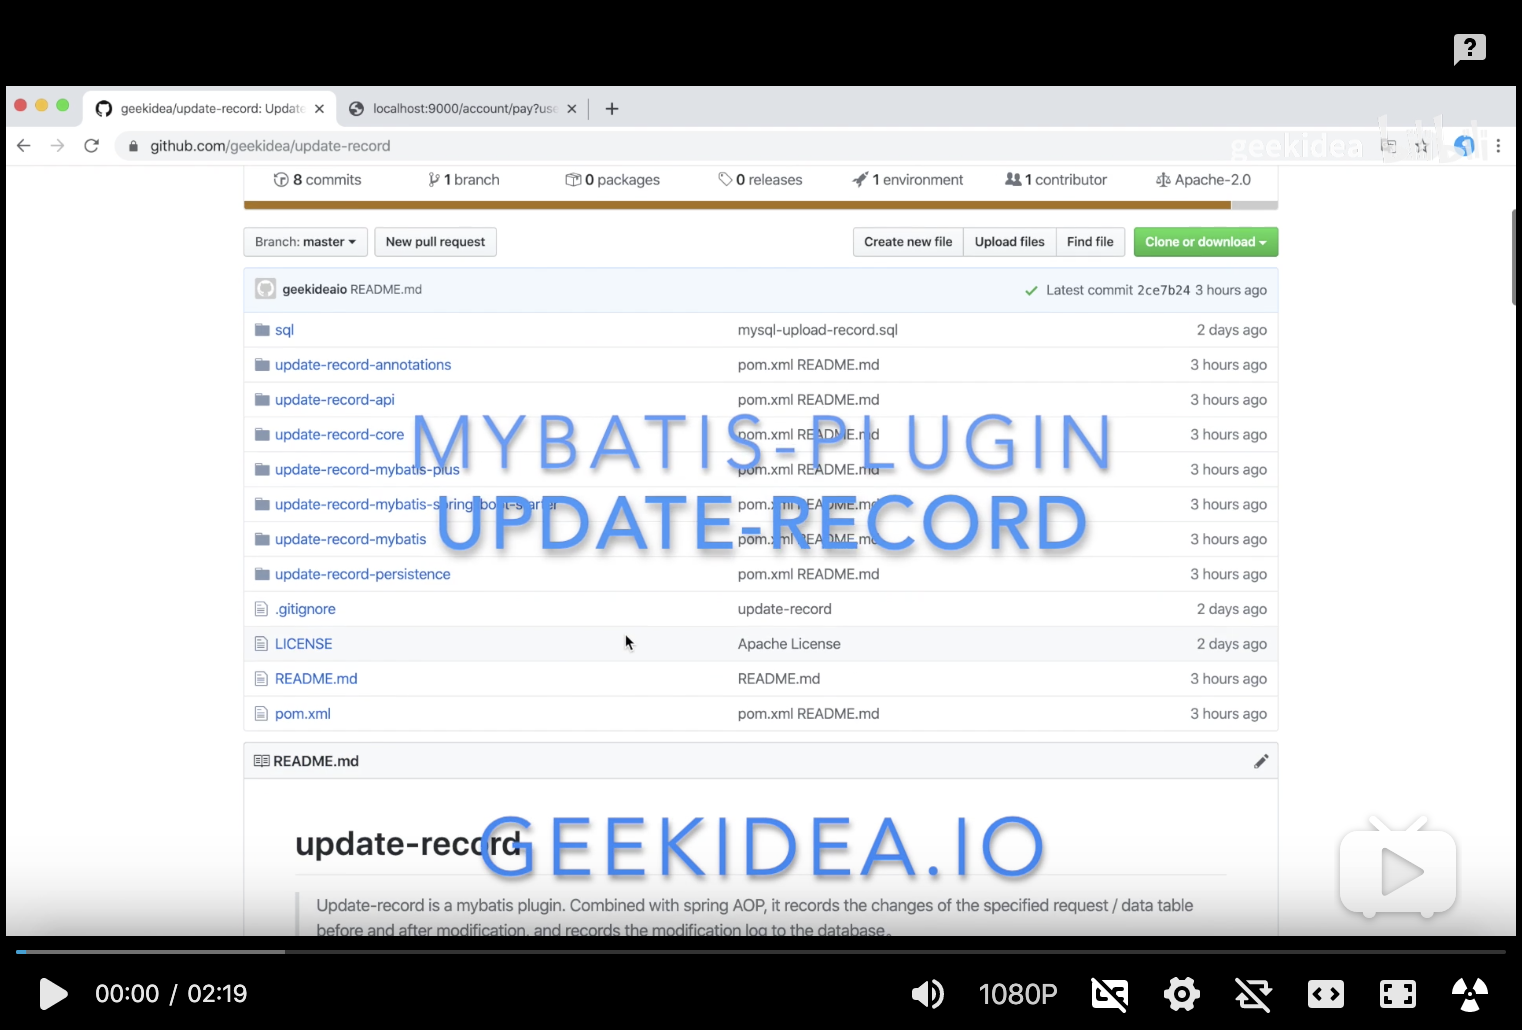 geekidea/update-record: Update
localhost:9000/account/pay?use
github.com/geekidea/update-record
geekidea
8 commits
1 branch
0 packages
0 releases
1 environment
1 contributor
Apache-2.0
Branch: master
New pull request
Create new file
Upload files
Find file
Clone or download
geekideaio README.md
Latest commit 2ce7b24 3 hours ago
sql
mysql-upload-record.sql
2 days ago
update-record-annotations
pom.xml README.md
3 hours ago
update-record-api
pom.xml README.md
3 hours ago
MYBATIS-PLUGIN
update-record-core
pom.xml README.md
3 hours ago
update-record-mybatis-plus
pom.xml README.md
3 hours ago
update-record-mybatis-spring-boot-starter
pom.xml README.md
3 hours ago
UPDATE-RECORD
update-record-mybatis
pom.xml README.md
3 hours ago
update-record-persistence
pom.xml README.md
3 hours ago
.gitignore
update-record
2 days ago
LICENSE
Apache License
2 days ago
README.md
README.md
3 hours ago
pom.xml
pom.xml README.md
3 hours ago
README.md
update-record
GEEKIDEA.IO
Update-record is a mybatis plugin. Combined with spring AOP, it records the changes of the specified request / data table
before and after modification, and records the modification log to the database。
00:00 / 02:19
1080P